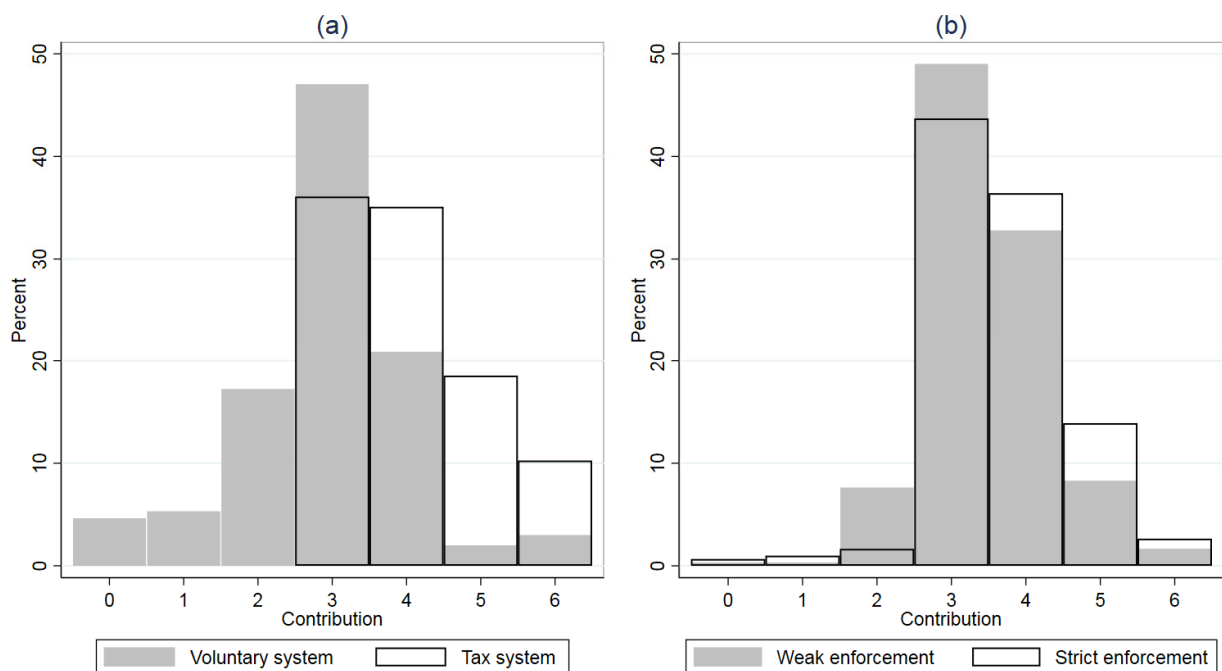 (a)
50
40
30
20
10
0
Percent
0 1 2 3 4 5 6
Contribution
Voluntary system Tax system
(b)
50
40
30
20
10
0
Percent
0 1 2 3 4 5 6
Contribution
Weak enforcement Strict enforcement